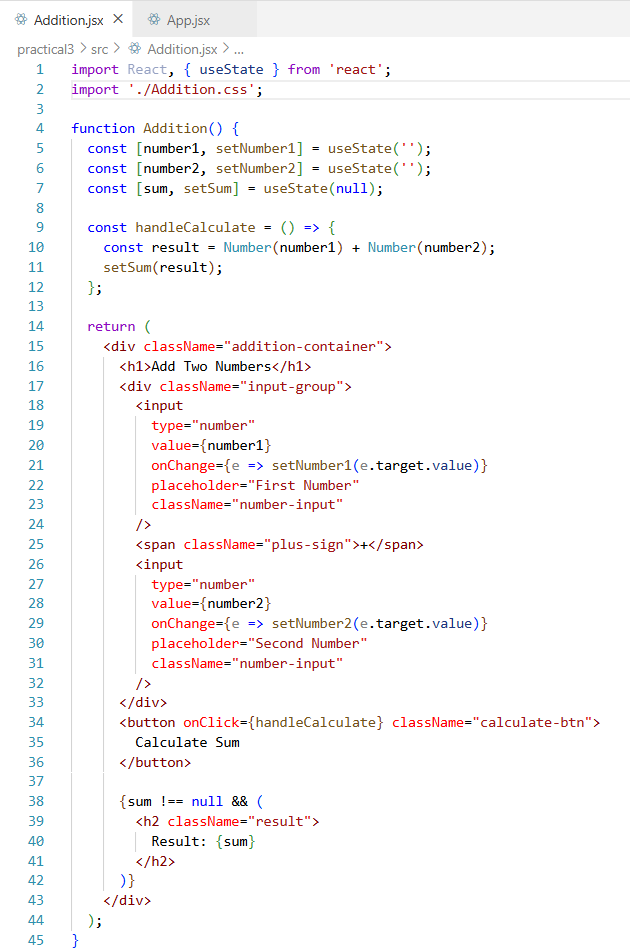 Addition.jsx × App.jsx
practical3 > src > Addition.jsx > ...
1 import React, { useState } from 'react';
2 import './Addition.css';
3
4 function Addition() {
5   const [number1, setNumber1] = useState('');
6   const [number2, setNumber2] = useState('');
7   const [sum, setSum] = useState(null);
8
9   const handleCalculate = () => {
10     const result = Number(number1) + Number(number2);
11     setSum(result);
12   };
13
14   return (
15     <div className="addition-container">
16       <h1>Add Two Numbers</h1>
17       <div className="input-group">
18         <input
19           type="number"
20           value={number1}
21           onChange={e => setNumber1(e.target.value)}
22           placeholder="First Number"
23           className="number-input"
24         />
25         <span className="plus-sign">+</span>
26         <input
27           type="number"
28           value={number2}
29           onChange={e => setNumber2(e.target.value)}
30           placeholder="Second Number"
31           className="number-input"
32         />
33       </div>
34       <button onClick={handleCalculate} className="calculate-btn">
35         Calculate Sum
36       </button>
37
38       {sum !== null && (
39         <h2 className="result">
40           Result: {sum}
41         </h2>
42       )}
43     </div>
44   );
45 }